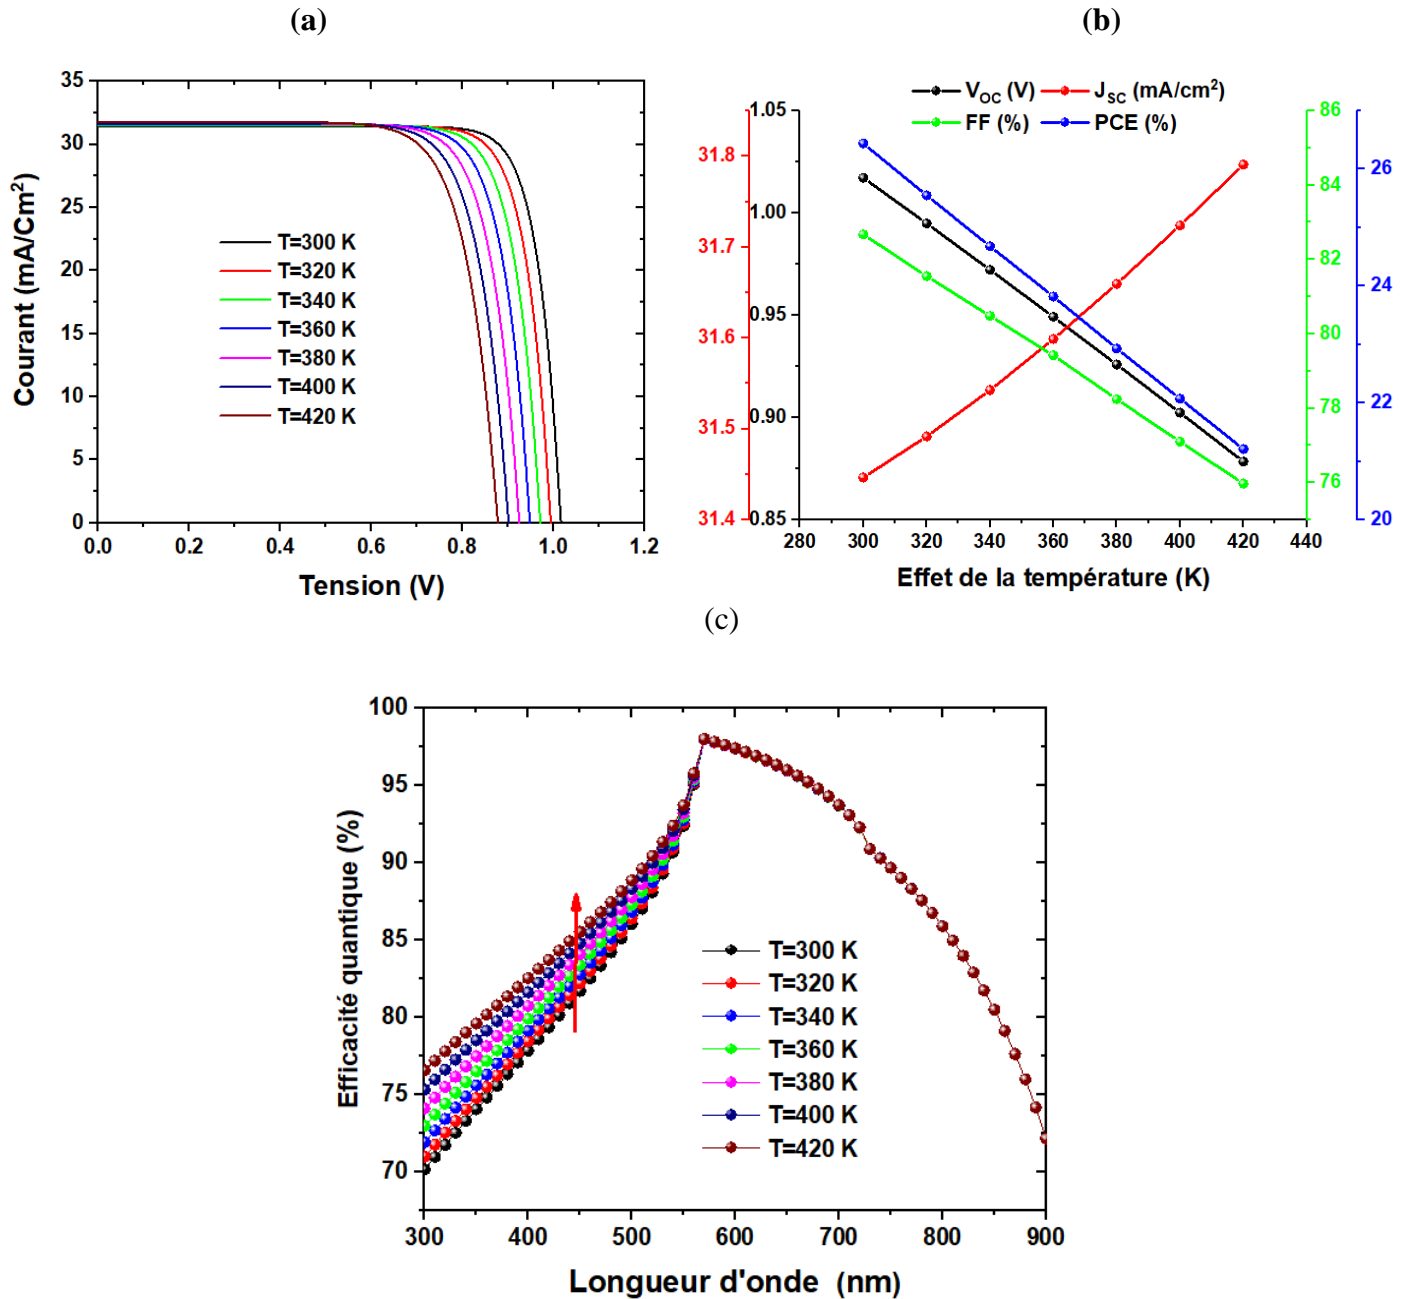 (a)
(b)
35
30
25
20
15
10
5
0
Courant (mA/Cm2)
T=300 K
T=320 K
T=340 K
T=360 K
T=380 K
T=400 K
T=420 K
0.0 0.2 0.4 0.6 0.8 1.0 1.2
Tension (V)
VOC (V) JSC (mA/cm2)
FF (%) PCE (%)
31.8
31.7
31.6
31.5
31.4
1.05
1.00
0.95
0.90
0.85
86
84
82
80
78
76
26
24
22
20
280 300 320 340 360 380 400 420 440
Effet de la température (K)
(c)
100
95
90
85
80
75
70
Efficacité quantique (%)
T=300 K
T=320 K
T=340 K
T=360 K
T=380 K
T=400 K
T=420 K
300 400 500 600 700 800 900
Longueur d'onde (nm)